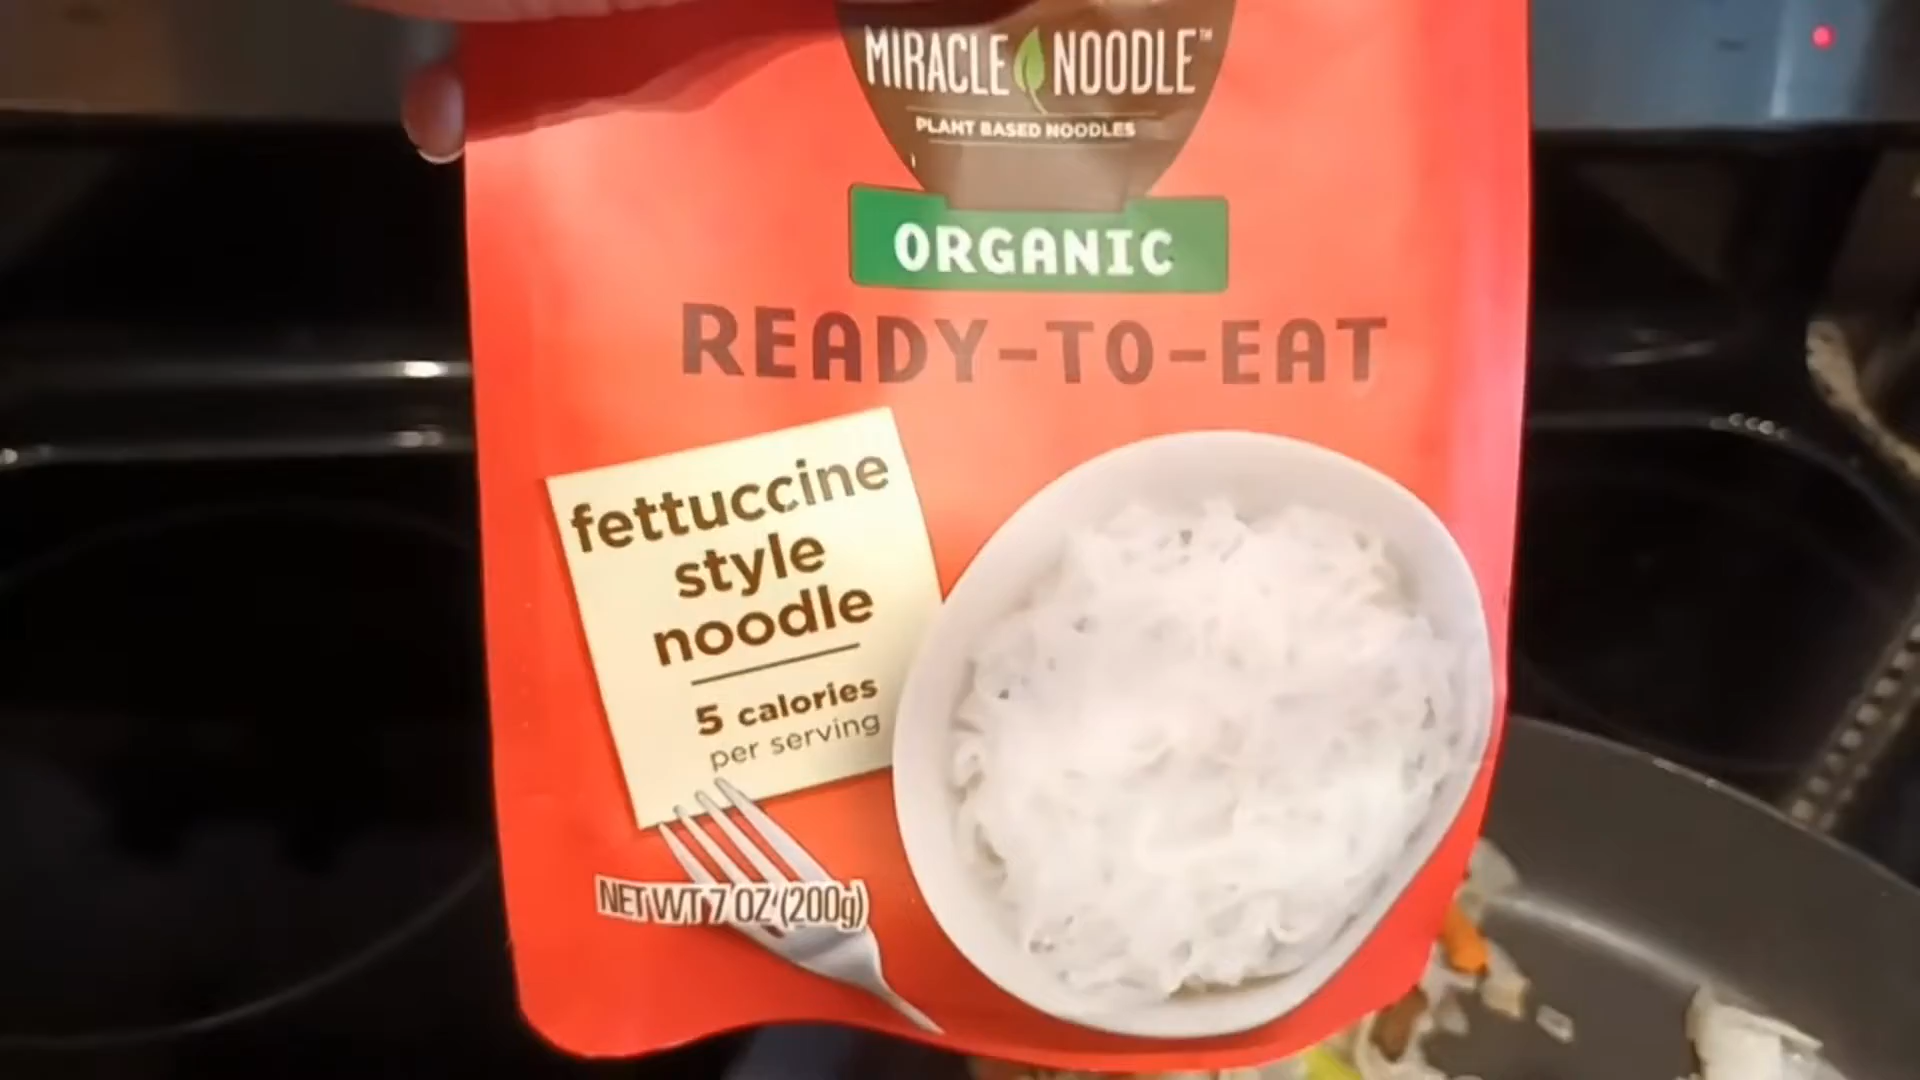 MIRACLE NOODLE™
PLANT BASED NOODLES
ORGANIC
READY-TO-EAT
fettuccine
style
noodle
5 calories
per serving
NET WT 7 OZ (200g)